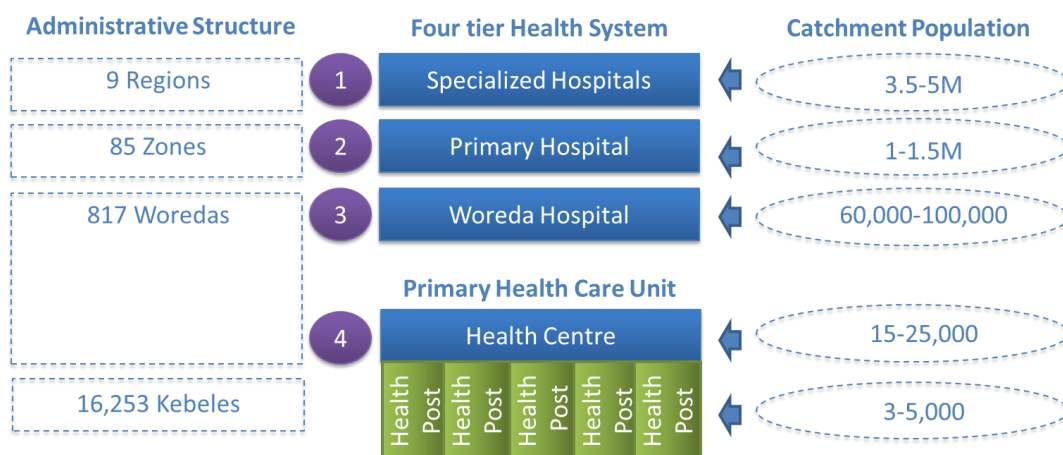 Administrative Structure
Four tier Health System
Catchment Population
9 Regions
1
Specialized Hospitals
3.5-5M
85 Zones
2
Primary Hospital
1-1.5M
817 Woredas
3
Woreda Hospital
60,000-100,000
Primary Health Care Unit
4
Health Centre
15-25,000
16,253 Kebeles
Health
Post
Health
Post
Health
Post
Health
Post
Health
Post
3-5,000